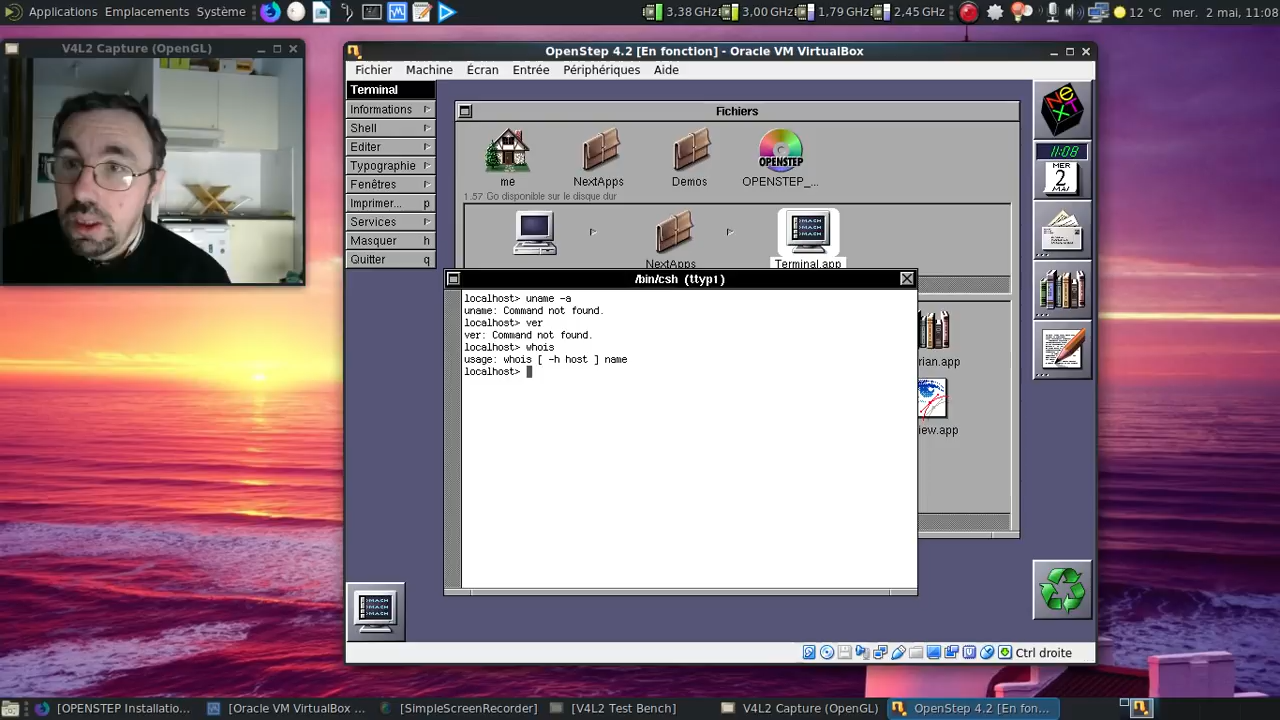 Applications Emplacements Système
3,38 GHz 3,00 GHz 1,79 GHz 2,45 GHz
12 °C mer. 2 mai, 11:08
V4L2 Capture (OpenGL)
OpenStep 4.2 [En fonction] - Oracle VM VirtualBox
Fichier Machine Écran Entrée Périphériques Aide
Terminal
Informations
Shell
Editer
Typographie
Fenêtres
Imprimer... p
Services
Masquer h
Quitter q
Fichiers
me NextApps Demos OPENSTEP_...
1.57 Go disponible sur le disque dur
NextApps Terminal.app
/bin/csh (ttyp1)
localhost> uname -a
uname: Command not found.
localhost> ver
ver: Command not found.
localhost> whois
usage: whois [ -h host ] name
localhost>
rian.app
iew.app
NeXT
11:08
MER
2
MAI
Ctrl droite
[OPENSTEP Installatio... [Oracle VM VirtualBox ... [SimpleScreenRecorder] [V4L2 Test Bench] V4L2 Capture (OpenGL) OpenStep 4.2 [En fonction...